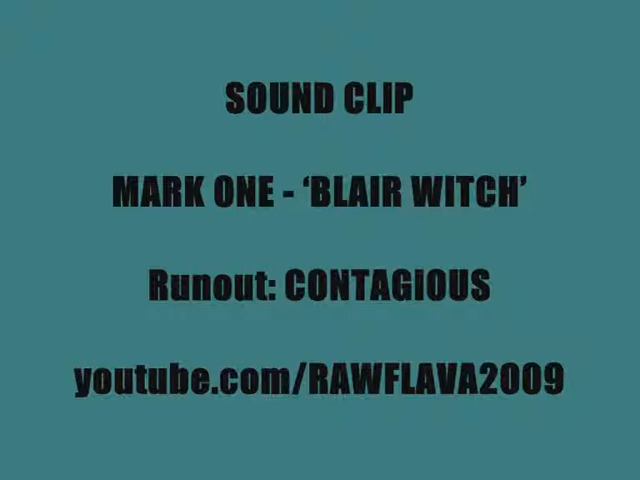 SOUND CLIP
MARK ONE - ‘BLAIR WITCH’
Runout: CONTAGiOUS
youtube.com/RAWFLAVA2009